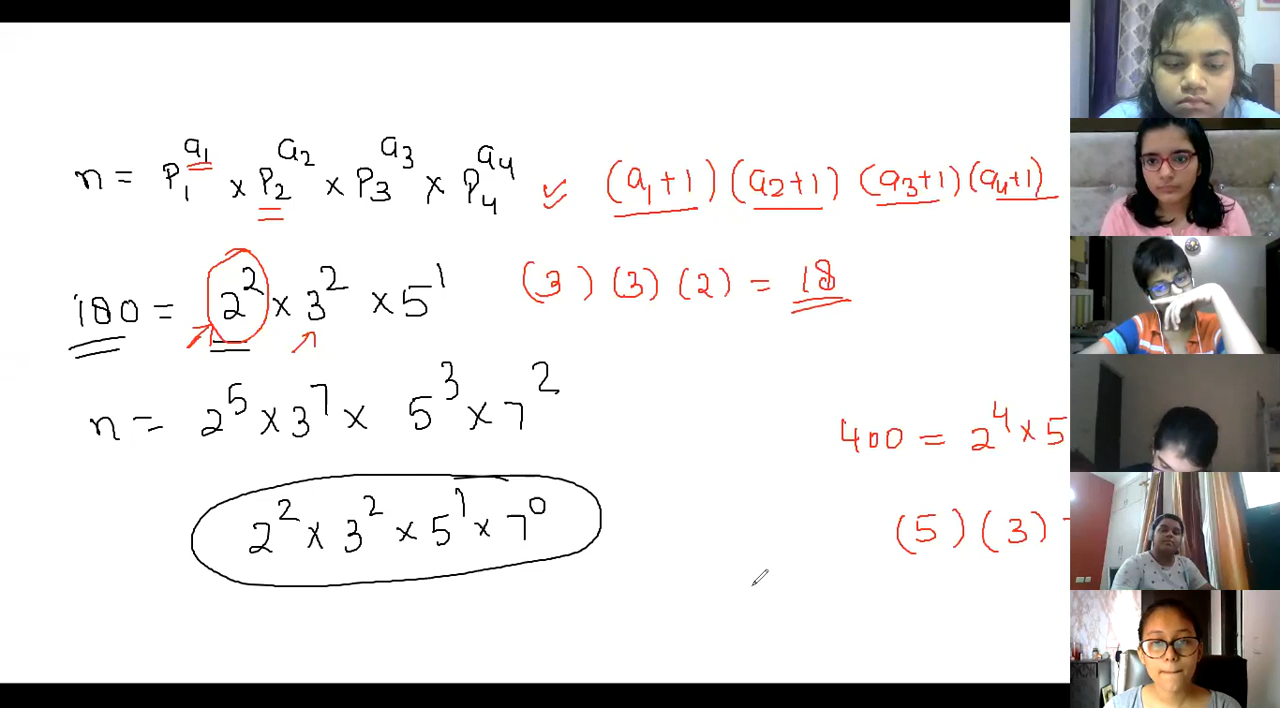 n = p₁^a₁ × p₂^a₂ × p₃^a₃ × p₄^a₄ ✓ (a₁+1)(a₂+1)(a₃+1)(a₄+1)
180 = 2² × 3² × 5¹ (3)(3)(2) = 18
n = 2⁵ × 3⁷ × 5³ × 7²
400 = 2⁴ × 5
2² × 3² × 5¹ × 7⁰
(5)(3)